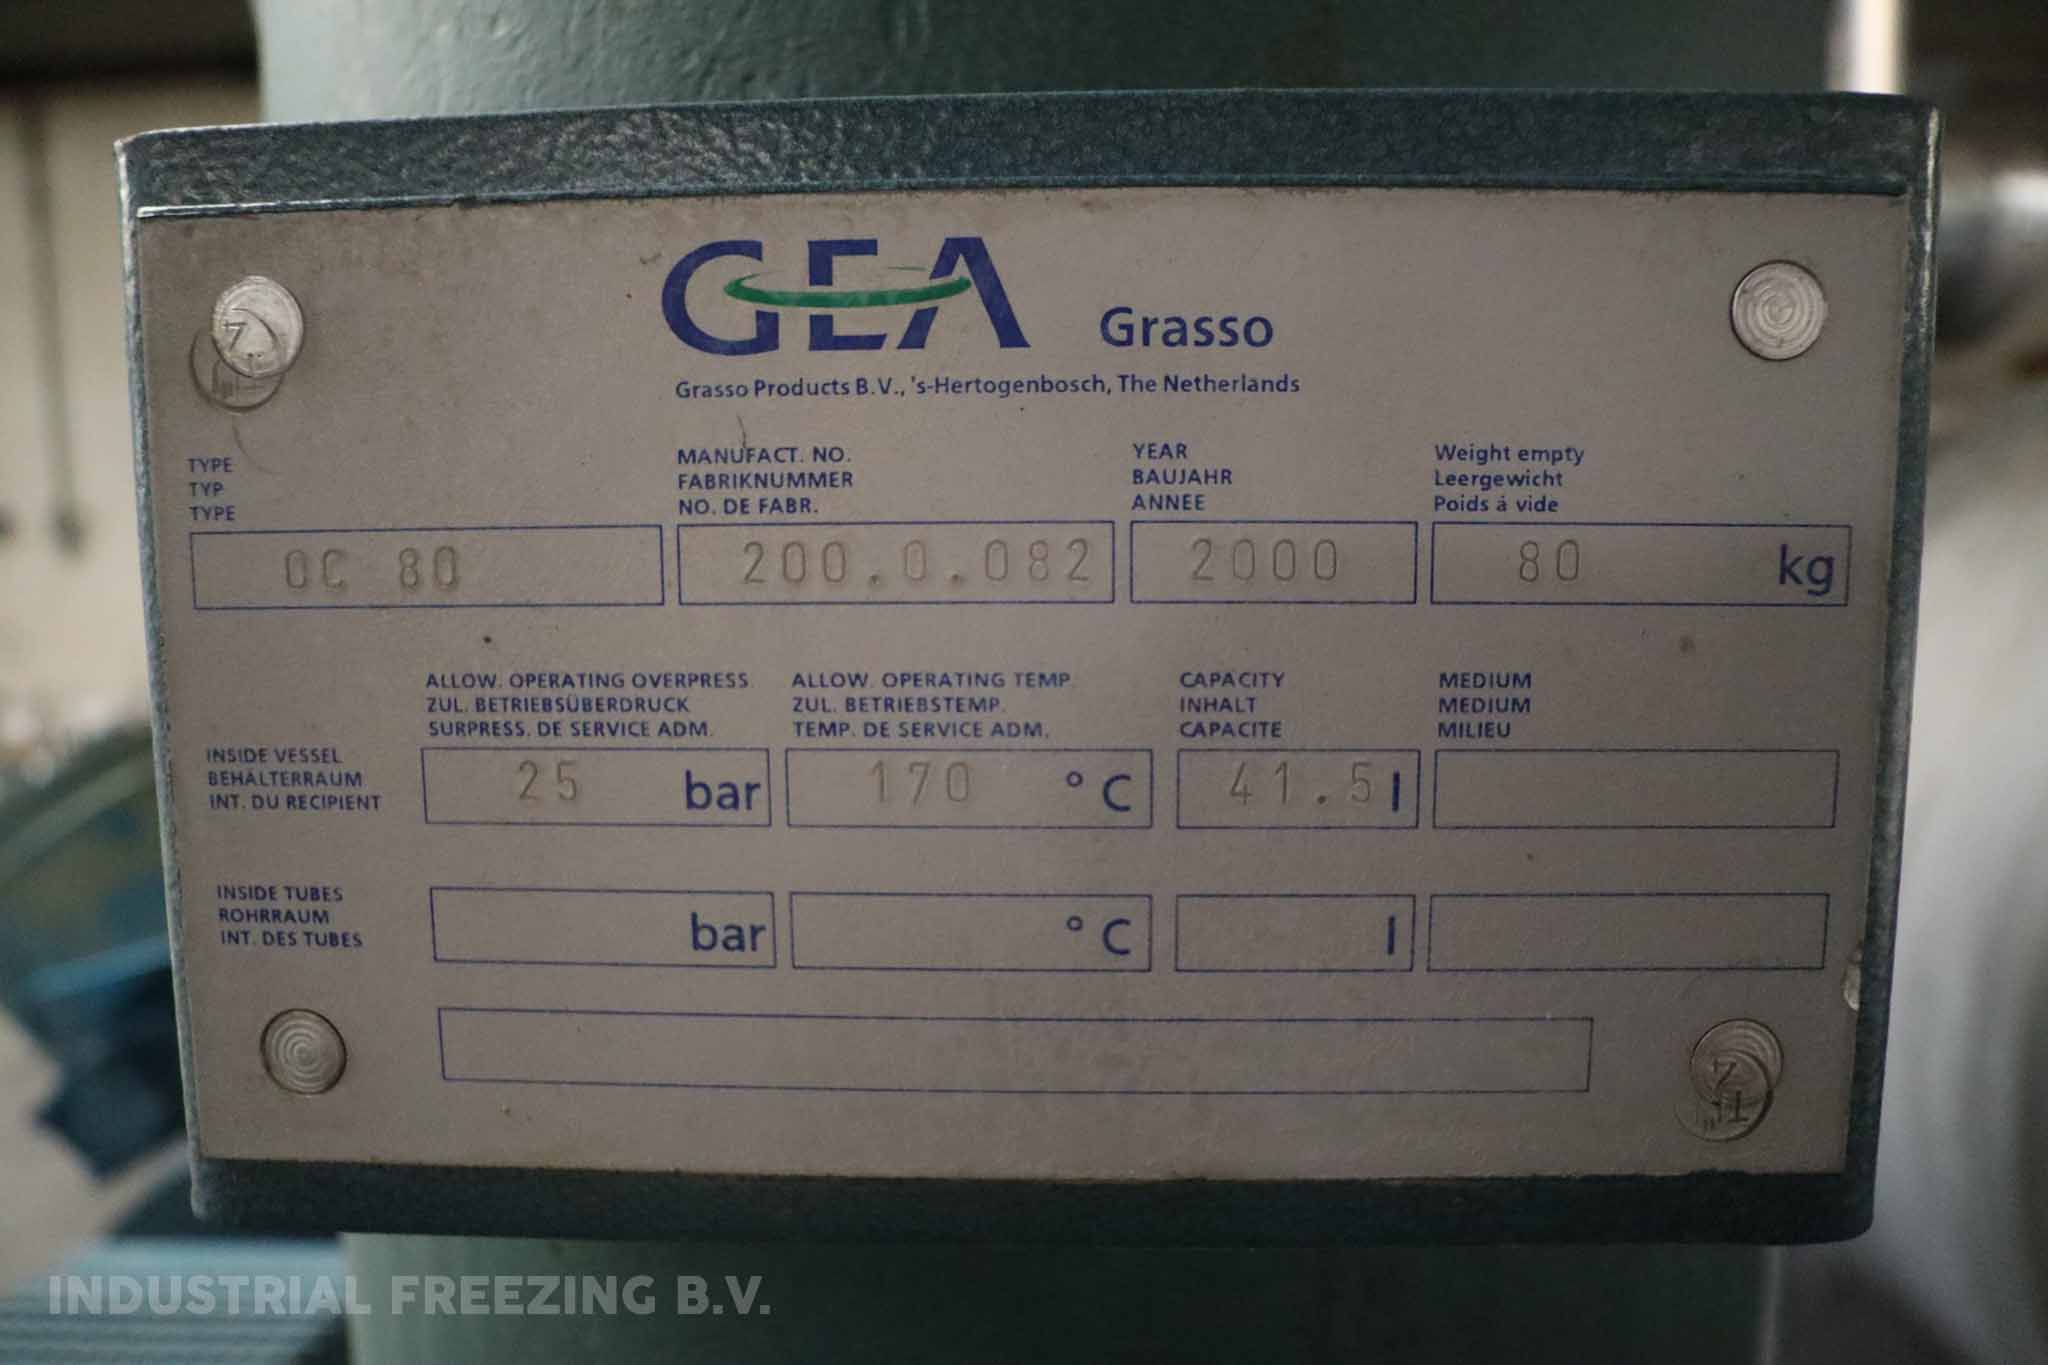 GEA Grasso
Grasso Products B.V., 's-Hertogenbosch, The Netherlands
TYPE
TYP
TYPE
OC 80
MANUFACT. NO.
FABRIKNUMMER
NO. DE FABR.
200.0.082
YEAR
BAUJAHR
ANNEE
2000
Weight empty
Leergewicht
Poids á vide
80 kg
ALLOW. OPERATING OVERPRESS.
ZUL. BETRIEBSÜBERDRUCK
SURPRESS. DE SERVICE ADM.
ALLOW. OPERATING TEMP.
ZUL. BETRIEBSTEMP.
TEMP. DE SERVICE ADM.
CAPACITY
INHALT
CAPACITE
MEDIUM
MEDIUM
MILIEU
INSIDE VESSEL
BEHÄLTERRAUM
INT. DU RECIPIENT
25 bar
170 °C
41.5 l
INSIDE TUBES
ROHRRAUM
INT. DES TUBES
bar
°C
l
INDUSTRIAL FREEZING B.V.